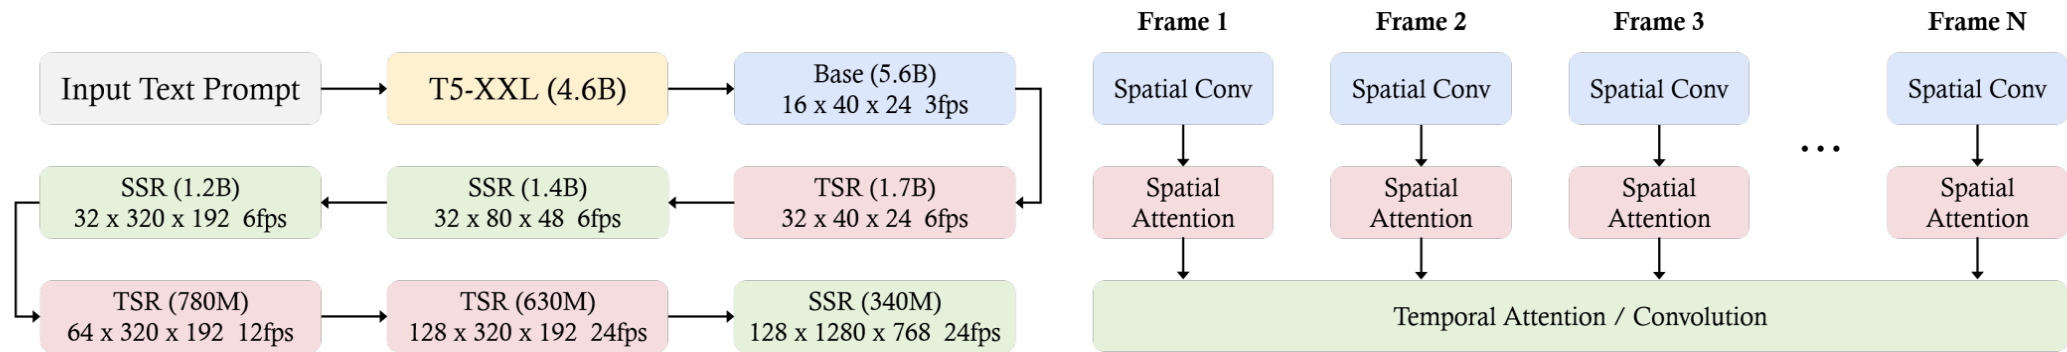 Input Text Prompt
T5-XXL (4.6B)
Base (5.6B)
16 x 40 x 24 3fps
TSR (1.7B)
32 x 40 x 24 6fps
SSR (1.4B)
32 x 80 x 48 6fps
SSR (1.2B)
32 x 320 x 192 6fps
TSR (780M)
64 x 320 x 192 12fps
TSR (630M)
128 x 320 x 192 24fps
SSR (340M)
128 x 1280 x 768 24fps
Frame 1
Frame 2
Frame 3
Frame N
Spatial Conv
Spatial Conv
Spatial Conv
...
Spatial Conv
Spatial
Attention
Spatial
Attention
Spatial
Attention
Spatial
Attention
Temporal Attention / Convolution